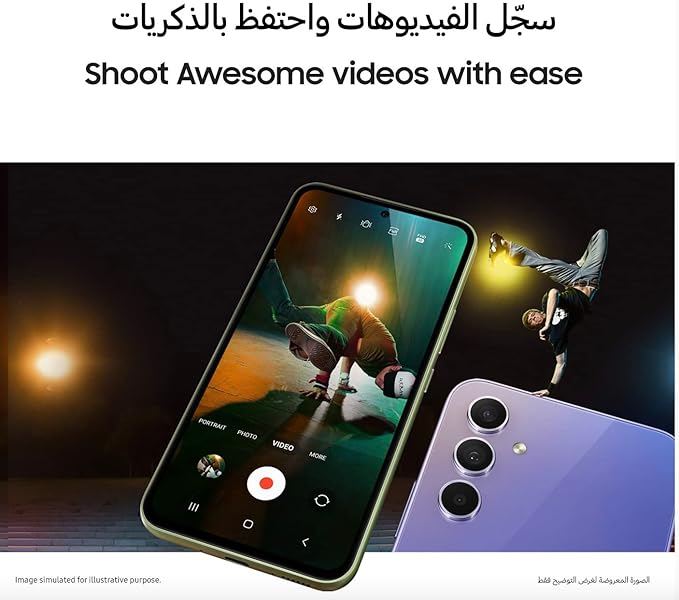 سجّل الفيديوهات واحتفظ بالذكريات
Shoot Awesome videos with ease
PORTRAIT PHOTO VIDEO MORE
Image simulated for illustrative purpose.
الصورة المعروضة لغرض التوضيح فقط